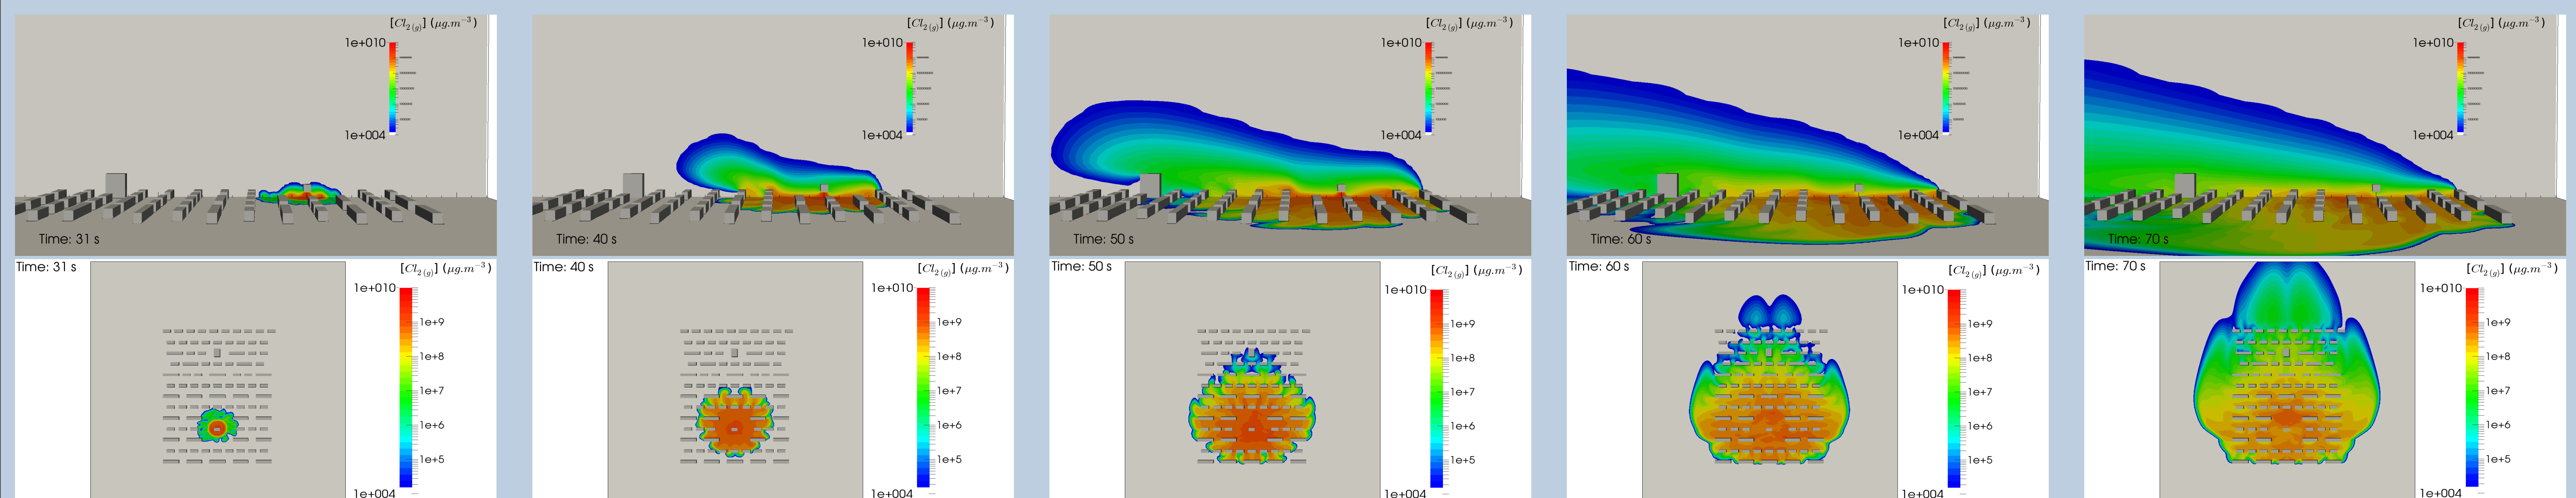 [Cl₂₍g₎] (μg.m⁻³)
1e+010
1e+004
Time: 31 s
[Cl₂₍g₎] (μg.m⁻³)
1e+010
1e+004
Time: 40 s
[Cl₂₍g₎] (μg.m⁻³)
1e+010
1e+004
Time: 50 s
[Cl₂₍g₎] (μg.m⁻³)
1e+010
1e+004
Time: 60 s
[Cl₂₍g₎] (μg.m⁻³)
1e+010
1e+004
Time: 70 s
Time: 31 s
[Cl₂₍g₎] (μg.m⁻³)
1e+010
1e+9
1e+8
1e+7
1e+6
1e+5
1e+004
Time: 40 s
[Cl₂₍g₎] (μg.m⁻³)
1e+010
1e+9
1e+8
1e+7
1e+6
1e+5
1e+004
Time: 50 s
[Cl₂₍g₎] (μg.m⁻³)
1e+010
1e+9
1e+8
1e+7
1e+6
1e+5
1e+004
Time: 60 s
[Cl₂₍g₎] (μg.m⁻³)
1e+010
1e+9
1e+8
1e+7
1e+6
1e+5
1e+004
Time: 70 s
[Cl₂₍g₎] (μg.m⁻³)
1e+010
1e+9
1e+8
1e+7
1e+6
1e+5
1e+004